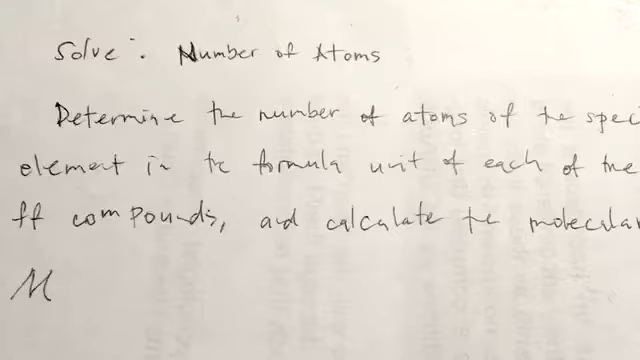 Solve: Number of Atoms
Determine the number of atoms of the spec
element in the formula unit of each of the
ff compounds, and calculate the molecular
M